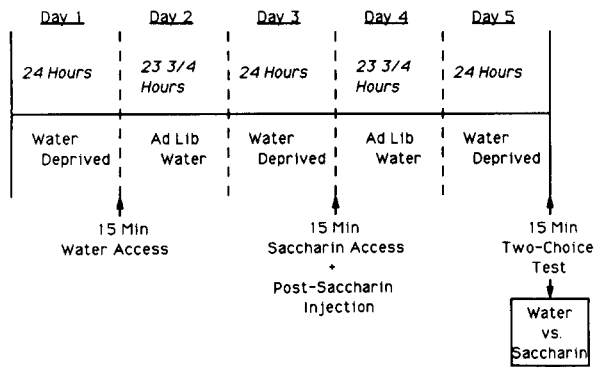 Day 1 Day 2 Day 3 Day 4 Day 5
24 Hours 23 3/4 24 Hours 23 3/4 24 Hours
Hours Hours
Water Ad Lib Water Ad Lib Water
Deprived Water Deprived Water Deprived
15 Min 15 Min 15 Min
Water Access Saccharin Access Two-Choice
+ Test
Post-Saccharin
Injection
Water
vs.
Saccharin